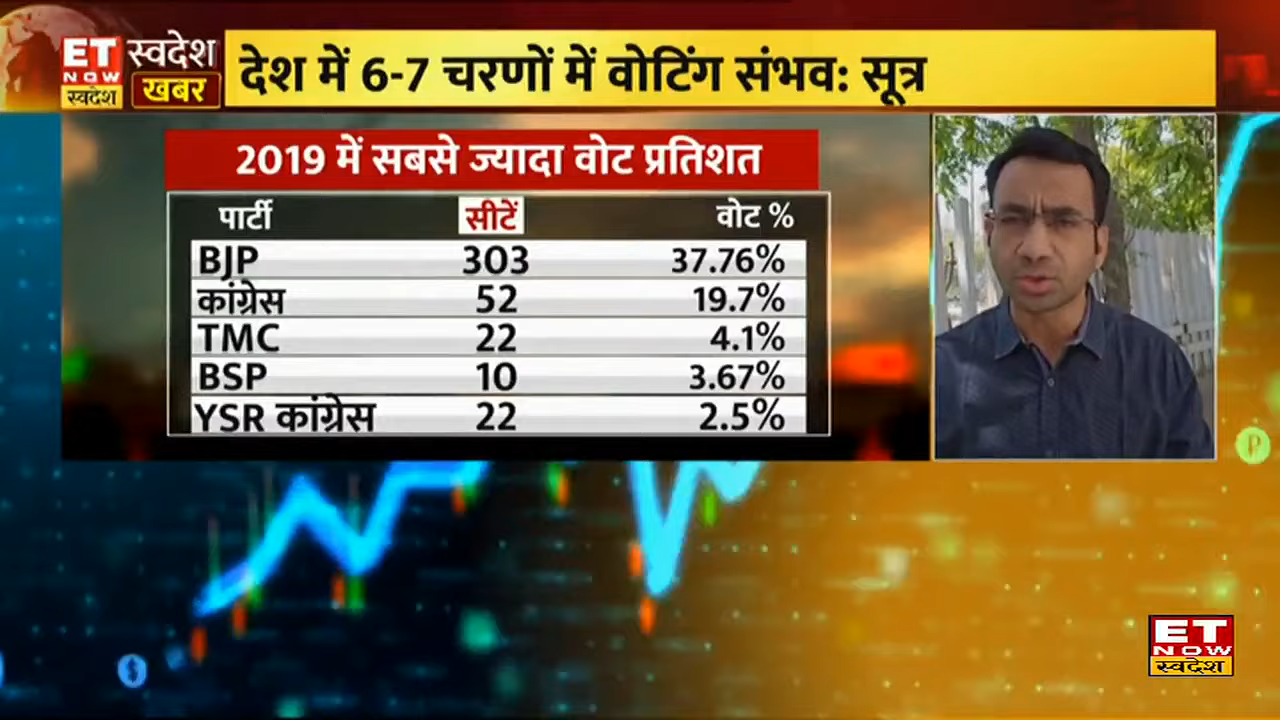 ET
NOW
स्वदेश
स्वदेश
खबर
देश में 6-7 चरणों में वोटिंग संभव: सूत्र
2019 में सबसे ज्यादा वोट प्रतिशत
पार्टी सीटें वोट %
BJP 303 37.76%
कांग्रेस 52 19.7%
TMC 22 4.1%
BSP 10 3.67%
YSR कांग्रेस 22 2.5%
ET
NOW
स्वदेश